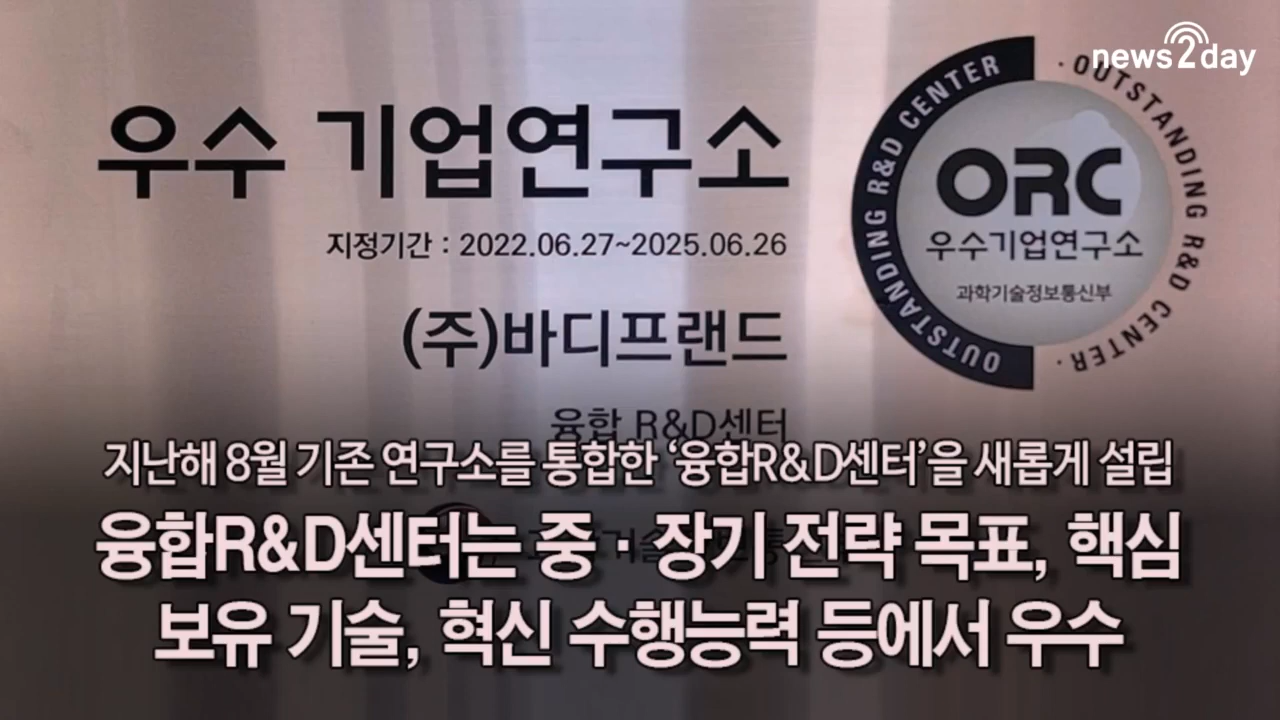 news2day
우수 기업연구소
지정기간 : 2022.06.27~2025.06.26
(주)바디프랜드
융합 R&D센터
OUTSTANDING R&D CENTER
· OUTSTANDING R&D CENTER ·
ORC
우수기업연구소
과학기술정보통신부
지난해 8월 기존 연구소를 통합한 ‘융합R&D센터’을 새롭게 설립
융합R&D센터는 중·장기 전략 목표, 핵심
보유 기술, 혁신 수행능력 등에서 우수